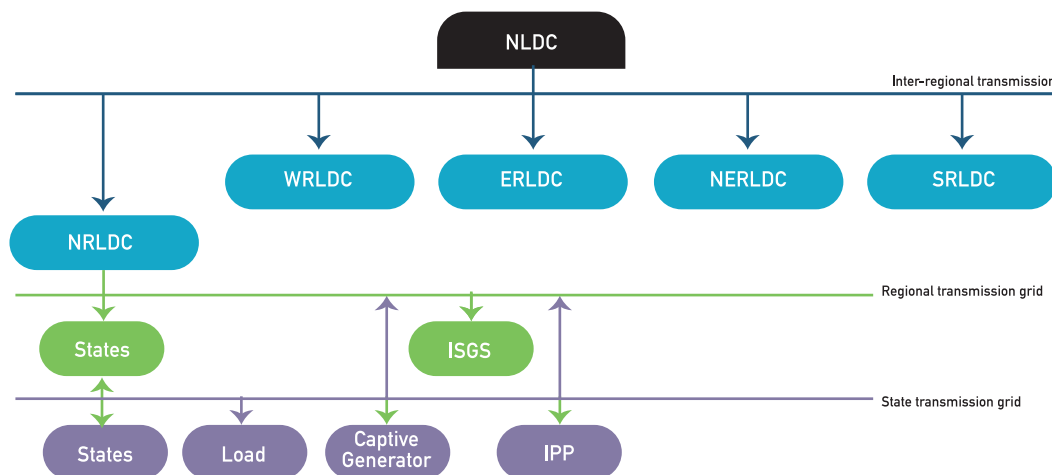 NLDC
Inter-regional transmission
WRLDC
ERLDC
NERLDC
SRLDC
NRLDC
Regional transmission grid
States
ISGS
State transmission grid
States
Load
Captive
Generator
IPP